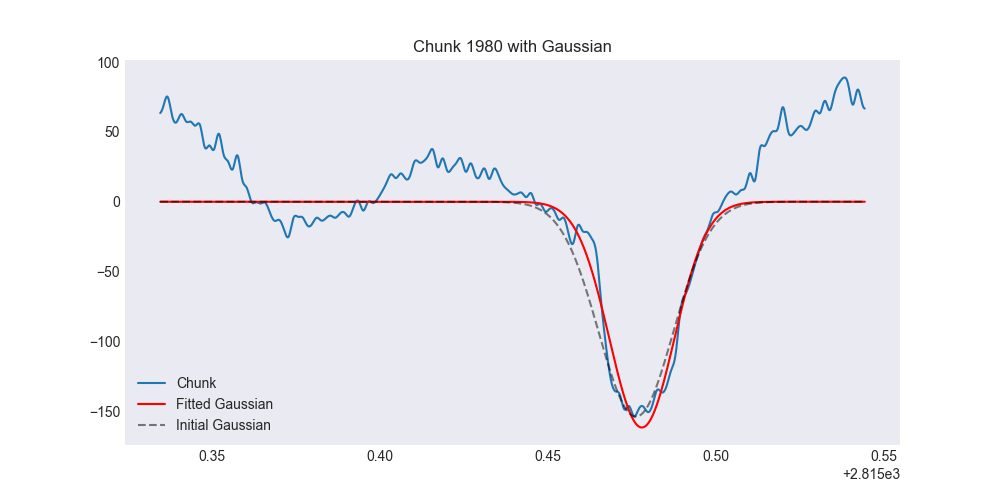 Chunk 1980 with Gaussian
100
50
0
−50
−100
−150
Chunk
Fitted Gaussian
Initial Gaussian
0.35 0.40 0.45 0.50 0.55
+2.815e3